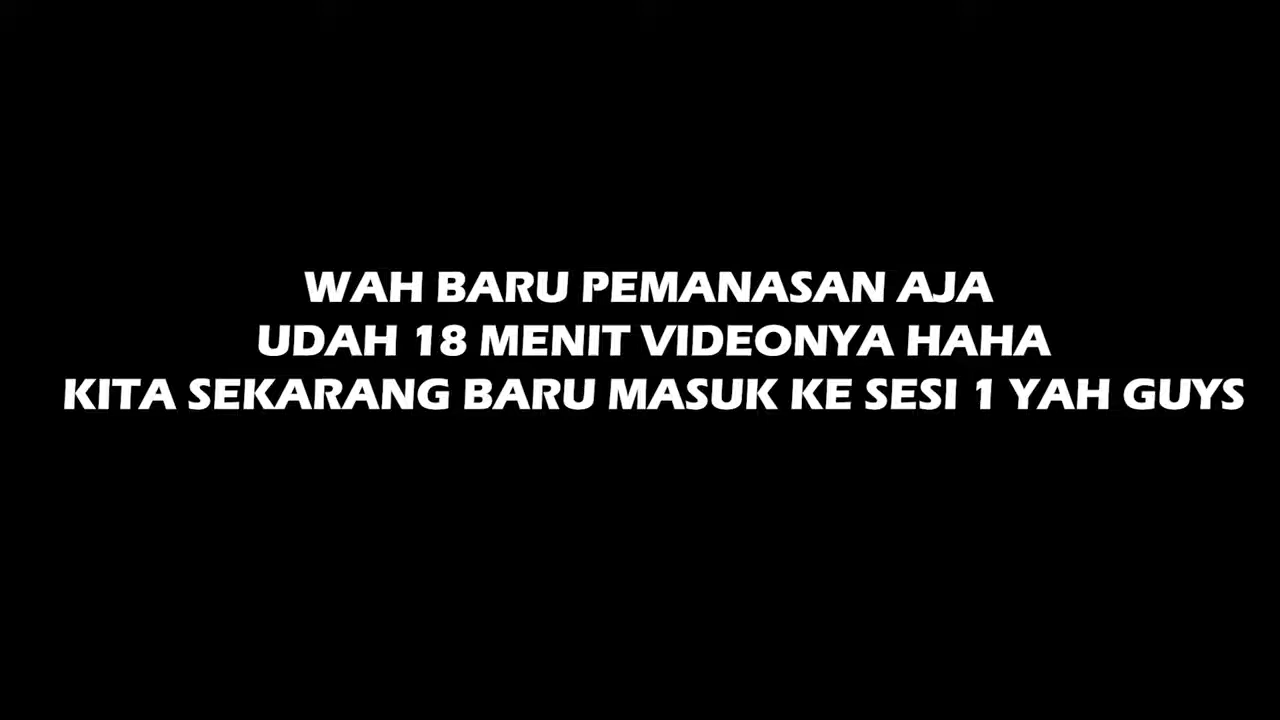 WAH BARU PEMANASAN AJA
UDAH 18 MENIT VIDEONYA HAHA
KITA SEKARANG BARU MASUK KE SESI 1 YAH GUYS